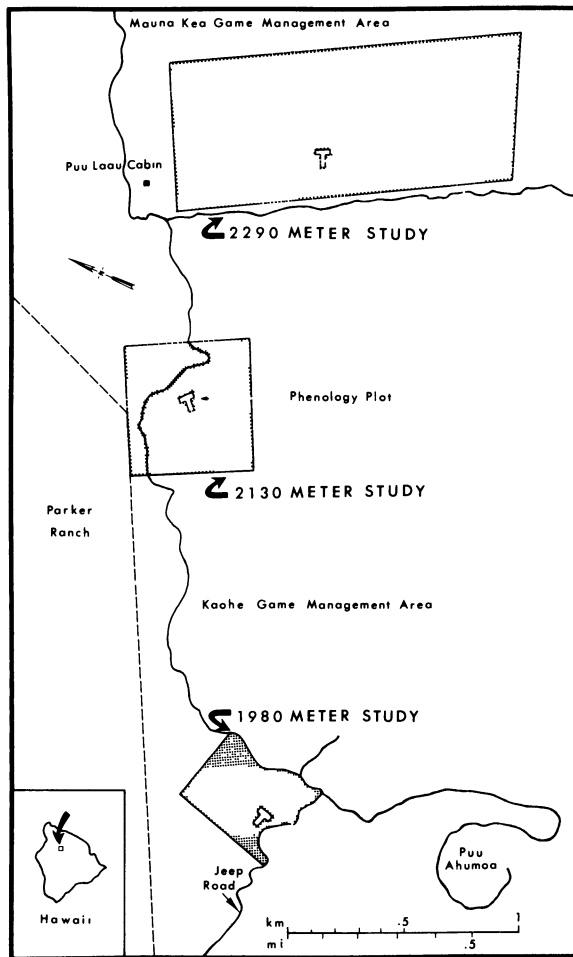 Mauna Kea Game Management Area
Puu Laau Cabin
2290 METER STUDY
Phenology Plot
2130 METER STUDY
Parker
Ranch
Kaohe Game Management Area
1980 METER STUDY
Puu
Ahumoa
Jeep
Road
Hawaii
km .5 1
mi .5